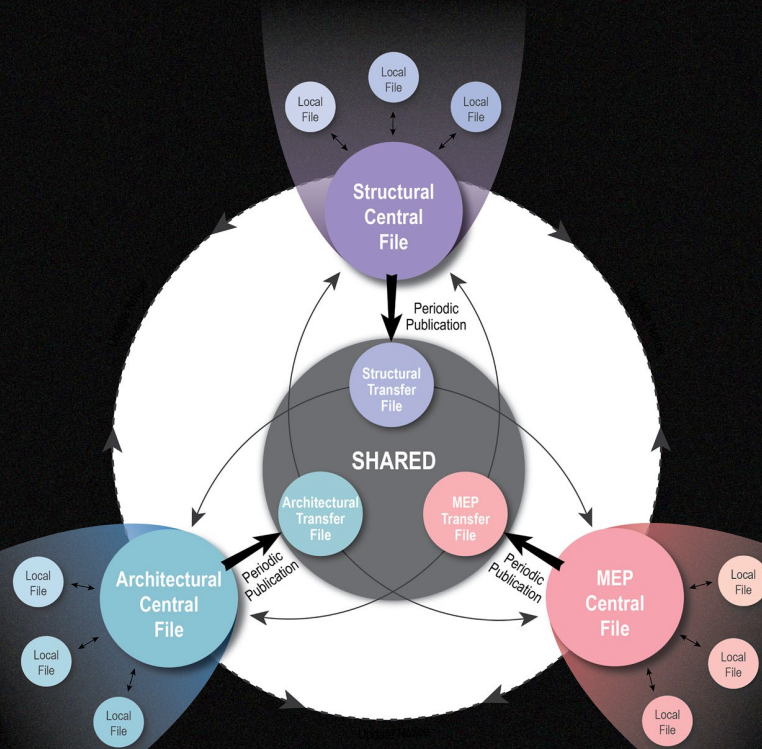 Local
File
Local
File
Local
File
Structural
Central
File
Periodic
Publication
Structural
Transfer
File
SHARED
Architectural
Transfer
File
MEP
Transfer
File
Periodic
Publication
Periodic
Publication
Local
File
Local
File
Local
File
Architectural
Central
File
MEP
Central
File
Local
File
Local
File
Local
File